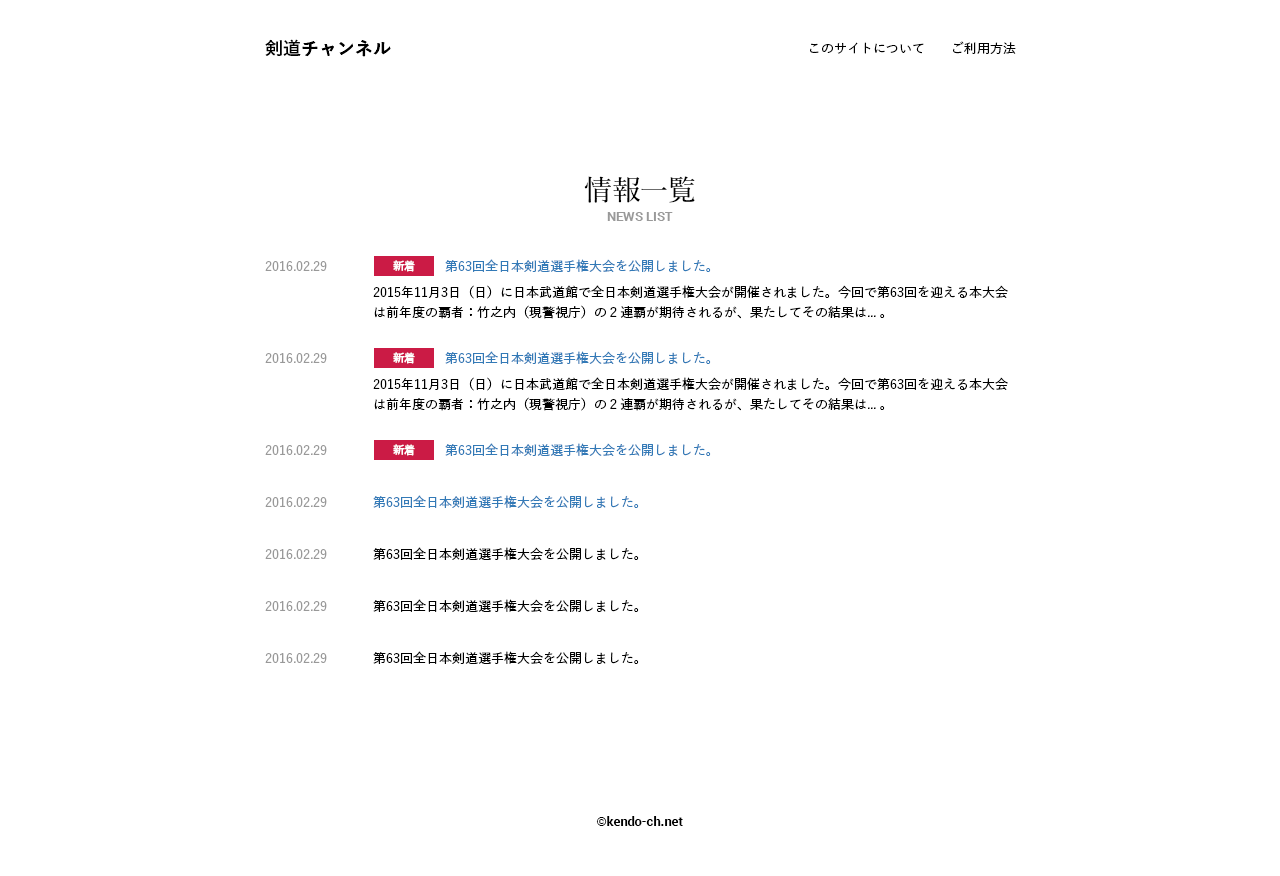 剣道チャンネル
このサイトについて ご利用方法
情報一覧
NEWS LIST
2016.02.29 新着 第63回全日本剣道選手権大会を公開しました。
2015年11月3日（日）に日本武道館で全日本剣道選手権大会が開催されました。今回で第63回を迎える本大会
は前年度の覇者：竹之内（現警視庁）の２連覇が期待されるが、果たしてその結果は... 。
2016.02.29 新着 第63回全日本剣道選手権大会を公開しました。
2015年11月3日（日）に日本武道館で全日本剣道選手権大会が開催されました。今回で第63回を迎える本大会
は前年度の覇者：竹之内（現警視庁）の２連覇が期待されるが、果たしてその結果は... 。
2016.02.29 新着 第63回全日本剣道選手権大会を公開しました。
2016.02.29 第63回全日本剣道選手権大会を公開しました。
2016.02.29 第63回全日本剣道選手権大会を公開しました。
2016.02.29 第63回全日本剣道選手権大会を公開しました。
2016.02.29 第63回全日本剣道選手権大会を公開しました。
©kendo-ch.net